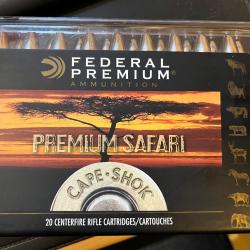 FEDERAL
PREMIUM®
AMMUNITION
PREMIUM SAFARI
CAPE•SHOK
20 CENTERFIRE RIFLE CARTRIDGES/CARTOUCHES